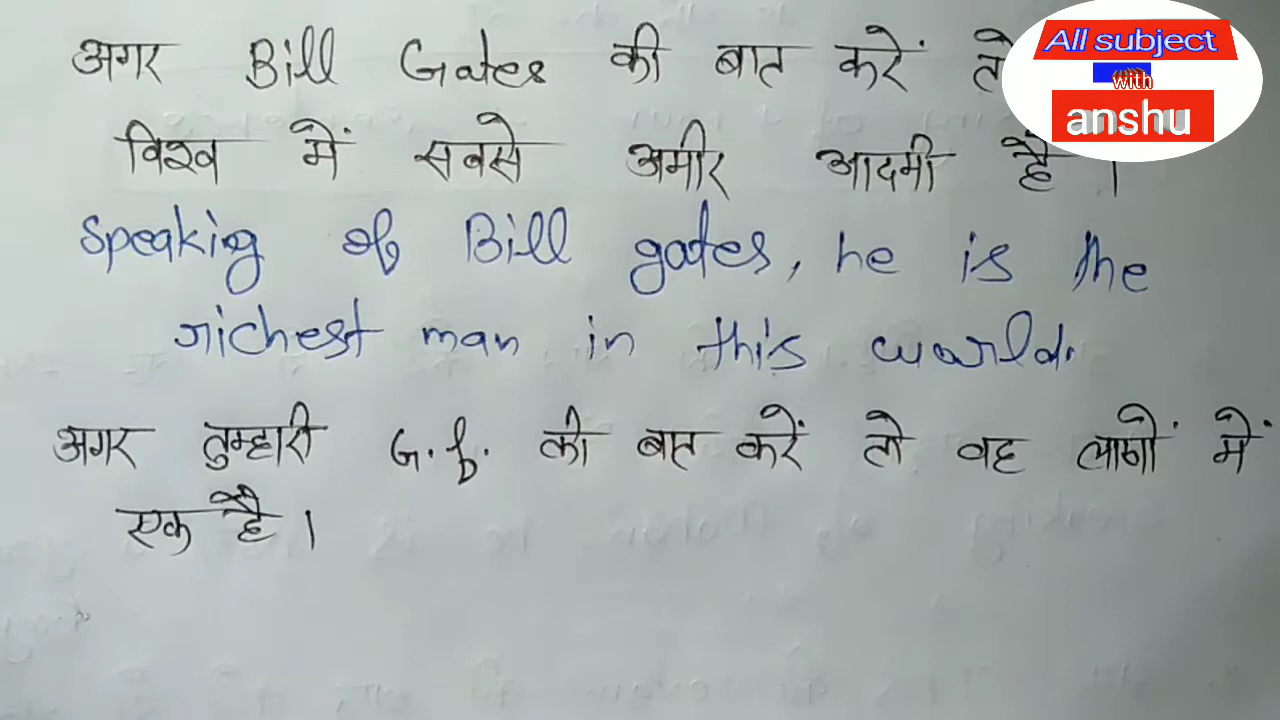 अगर Bill Gates की बात करें तो
विश्व में सबसे अमीर आदमी है।
Speaking of Bill gates, he is the
richest man in this world.
अगर तुम्हारी G.f. की बात करें तो वह लाखों में
एक है।
All subject
with
anshu